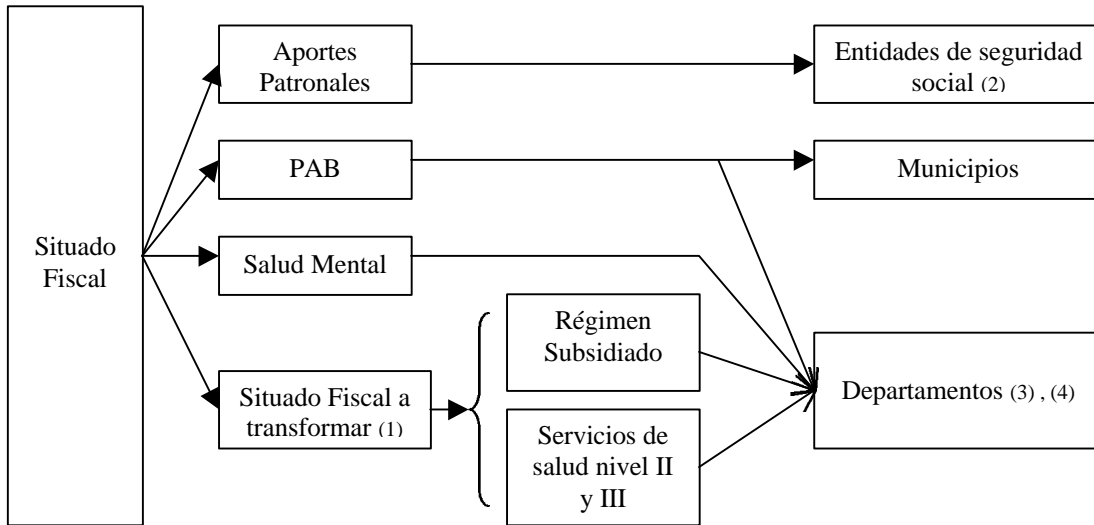 Situado
Fiscal
Aportes
Patronales
Entidades de seguridad
social (2)
PAB
Municipios
Salud Mental
Régimen
Subsidiado
Situado Fiscal a
transformar (1)
Servicios de
salud nivel II
y III
Departamentos (3) , (4)